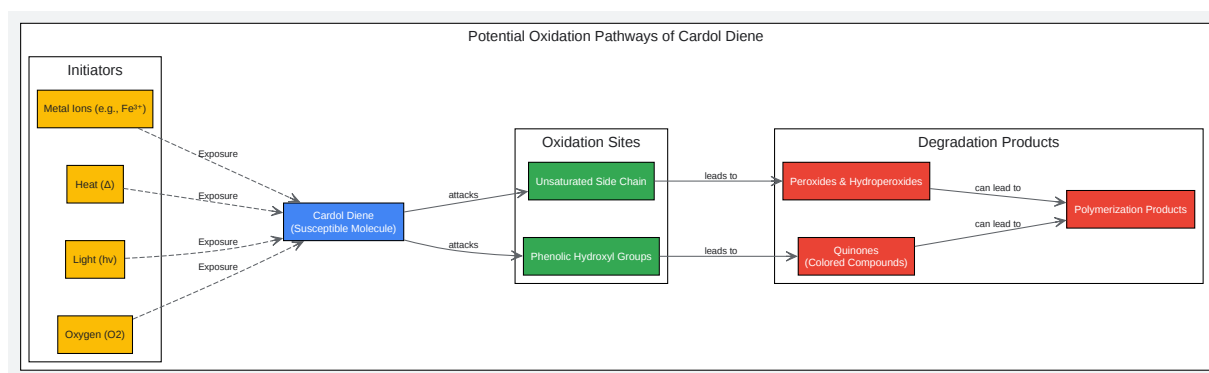 Potential Oxidation Pathways of Cardol Diene
Initiators
Metal Ions (e.g., Fe³⁺)
Heat (Δ)
Light (hν)
Oxygen (O2)
Exposure
Exposure
Exposure
Exposure
Cardol Diene
(Susceptible Molecule)
attacks
attacks
Oxidation Sites
Unsaturated Side Chain
Phenolic Hydroxyl Groups
leads to
leads to
Degradation Products
Peroxides & Hydroperoxides
Quinones
(Colored Compounds)
can lead to
can lead to
Polymerization Products